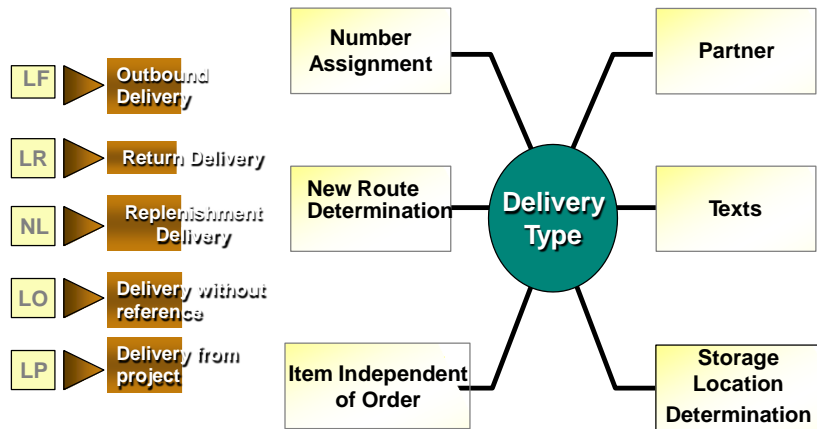 LF
Outbound
Delivery
LR
Return Delivery
NL
Replenishment
Delivery
LO
Delivery without
reference
LP
Delivery from
project
Number
Assignment
Partner
New Route
Determination
Delivery
Type
Texts
Item Independent
of Order
Storage
Location
Determination